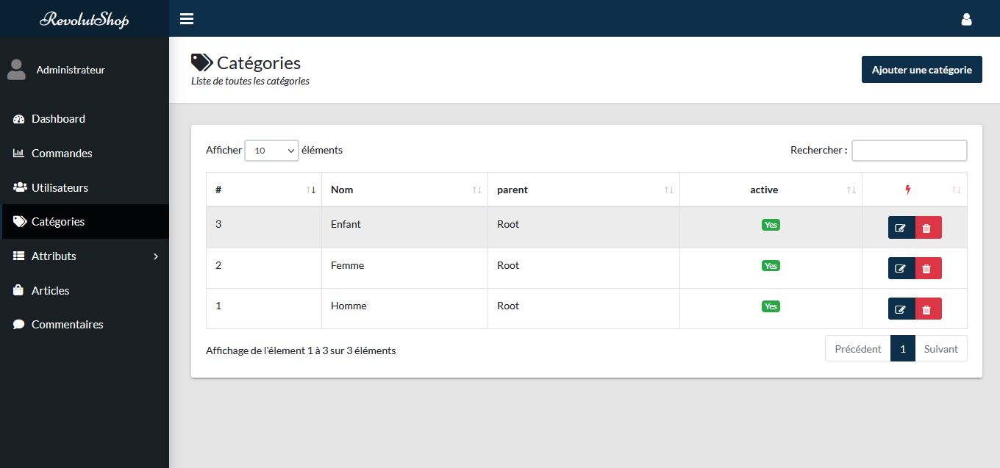 RevolutShop
Administrateur
Dashboard
Commandes
Utilisateurs
Catégories
Attributs
Articles
Commentaires
Catégories
Liste de toutes les catégories
Ajouter une catégorie
Afficher 10 éléments
Rechercher :
# Nom parent active
3 Enfant Root Yes
2 Femme Root Yes
1 Homme Root Yes
Affichage de l'élement 1 à 3 sur 3 éléments
Précédent 1 Suivant